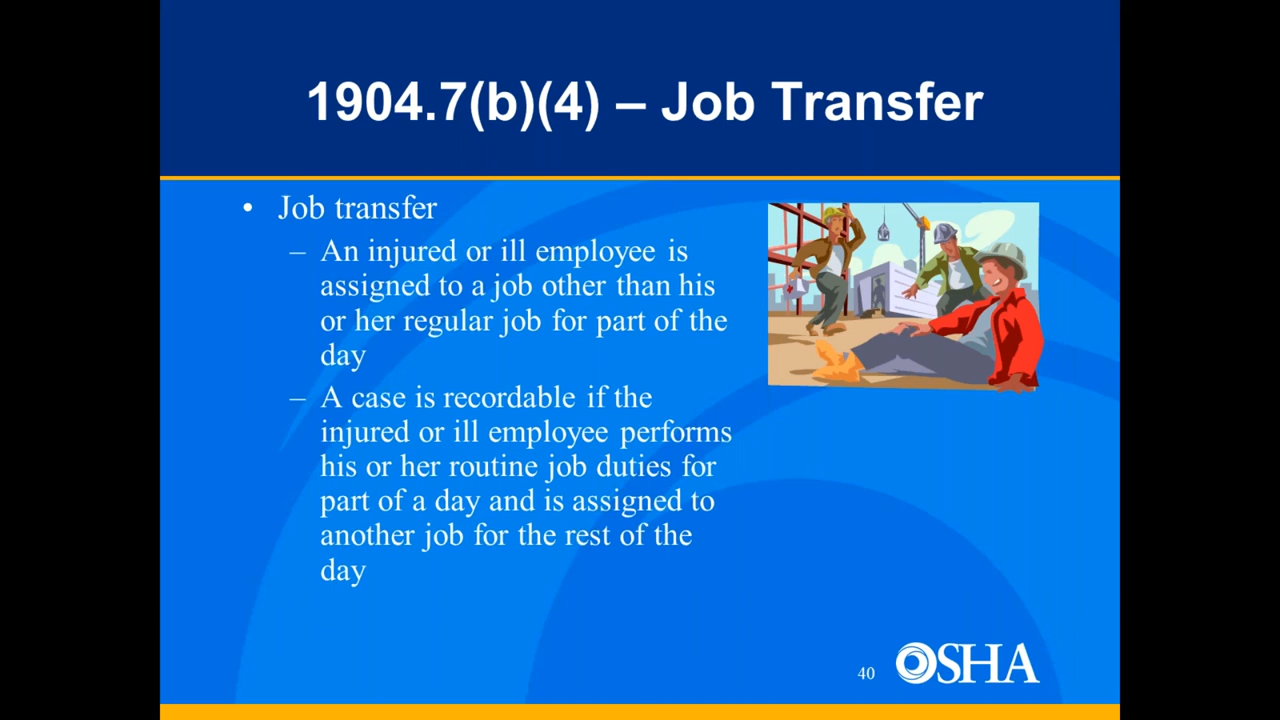 1904.7(b)(4) – Job Transfer
• Job transfer
– An injured or ill employee is
assigned to a job other than his
or her regular job for part of the
day
– A case is recordable if the
injured or ill employee performs
his or her routine job duties for
part of a day and is assigned to
another job for the rest of the
day
40
OSHA